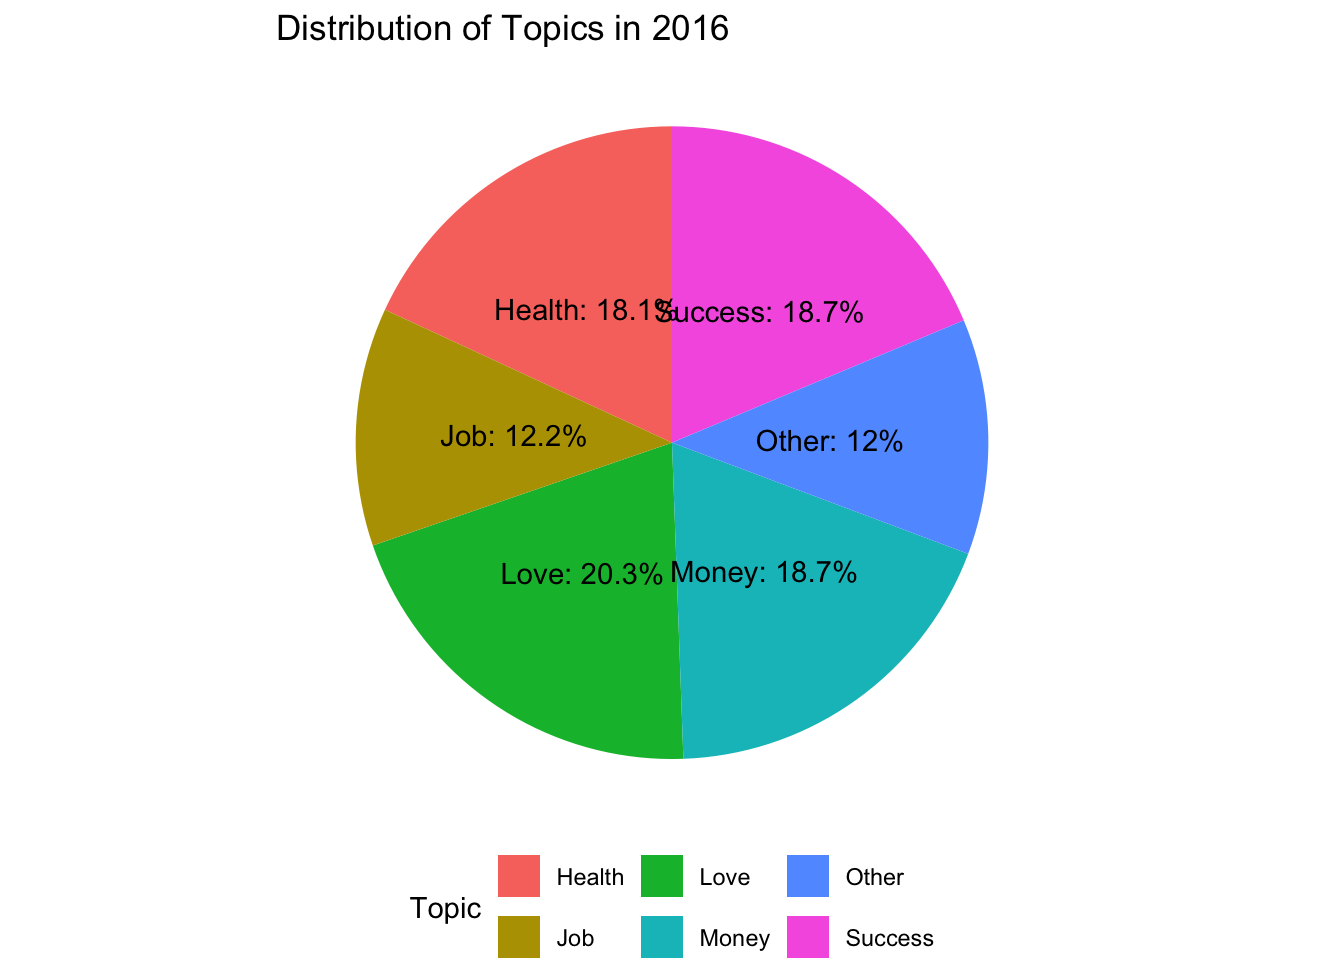 Distribution of Topics in 2016
Health: 18.1%
Success: 18.7%
Job: 12.2%
Other: 12%
Love: 20.3%
Money: 18.7%
Topic
Health
Love
Other
Job
Money
Success